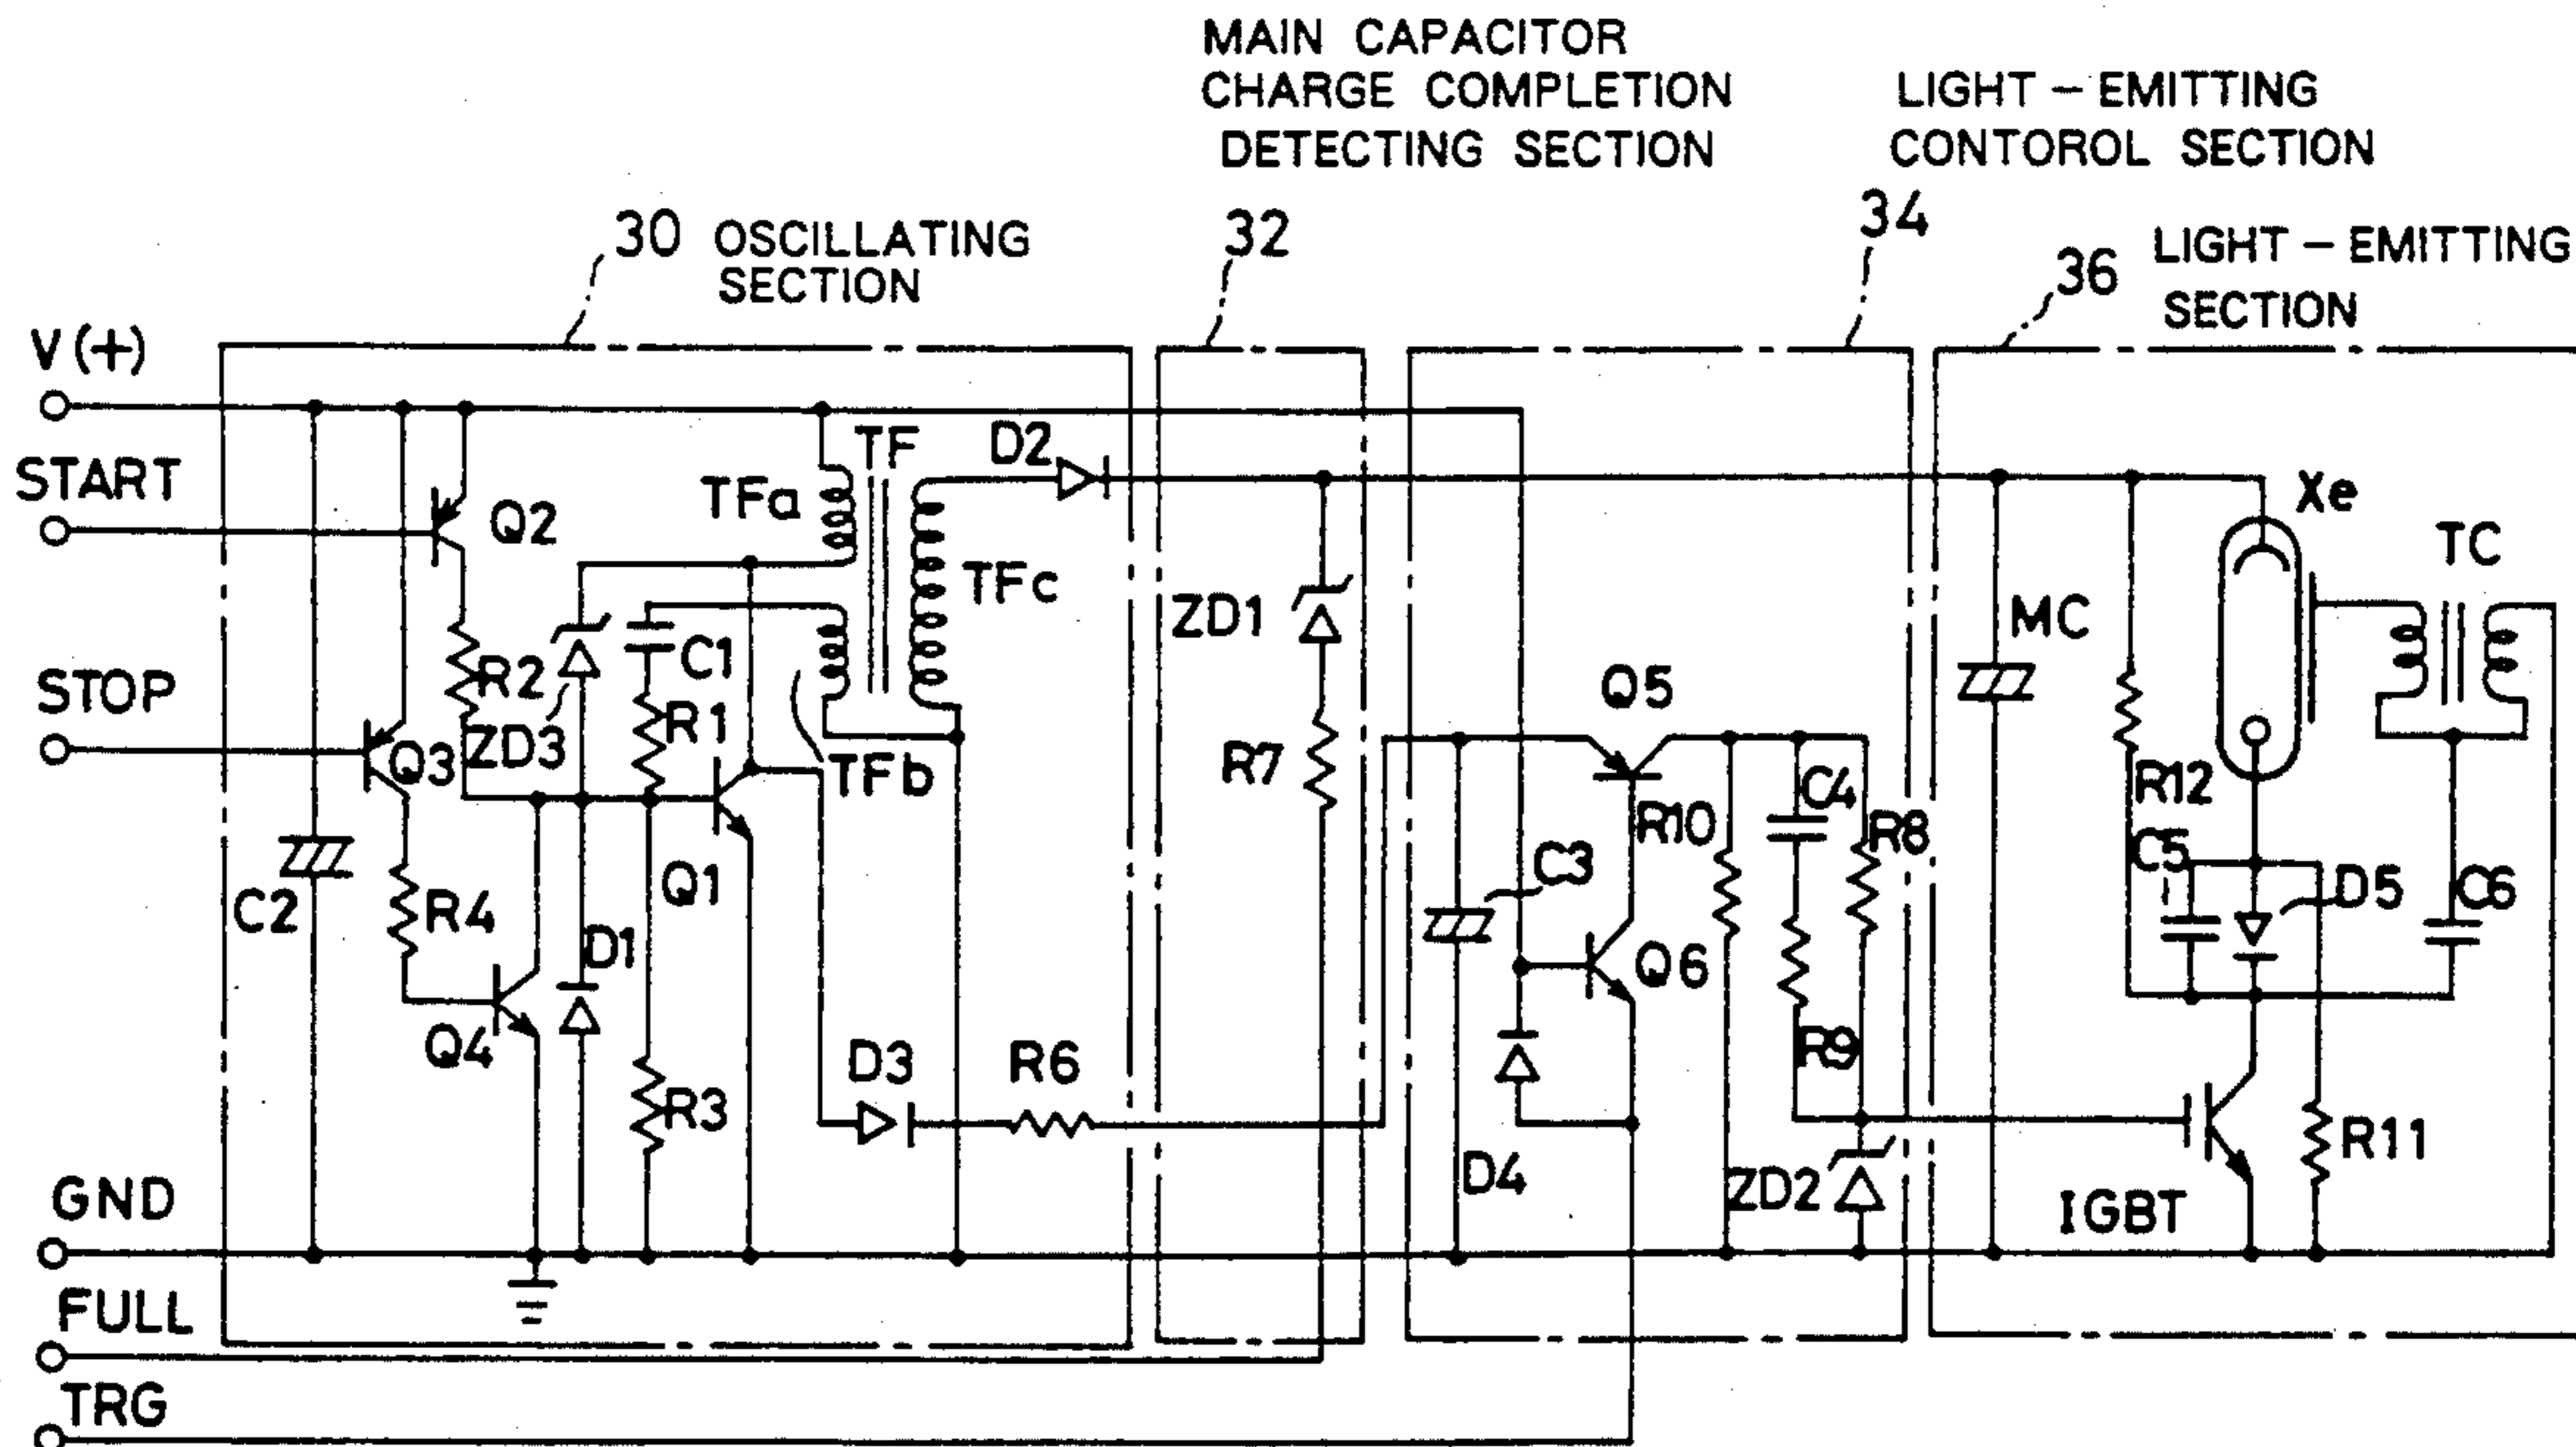 MAIN CAPACITOR
CHARGE COMPLETION
DETECTING SECTION
LIGHT - EMITTING
CONTOROL SECTION
30 OSCILLATING
SECTION
32
34
36 LIGHT - EMITTING
SECTION
V (+)
START
STOP
GND
FULL
TRG
Q2
R2
ZD3
Q3
C2
R4
Q4
D1
C1
R1
Q1
R3
TFa
TF
TFb
TFc
D2
D3
R6
ZD1
R7
Q5
C3
Q6
D4
R10
C4
R8
R9
ZD2
MC
R12
Xe
TC
C5
D5
C6
IGBT
R11